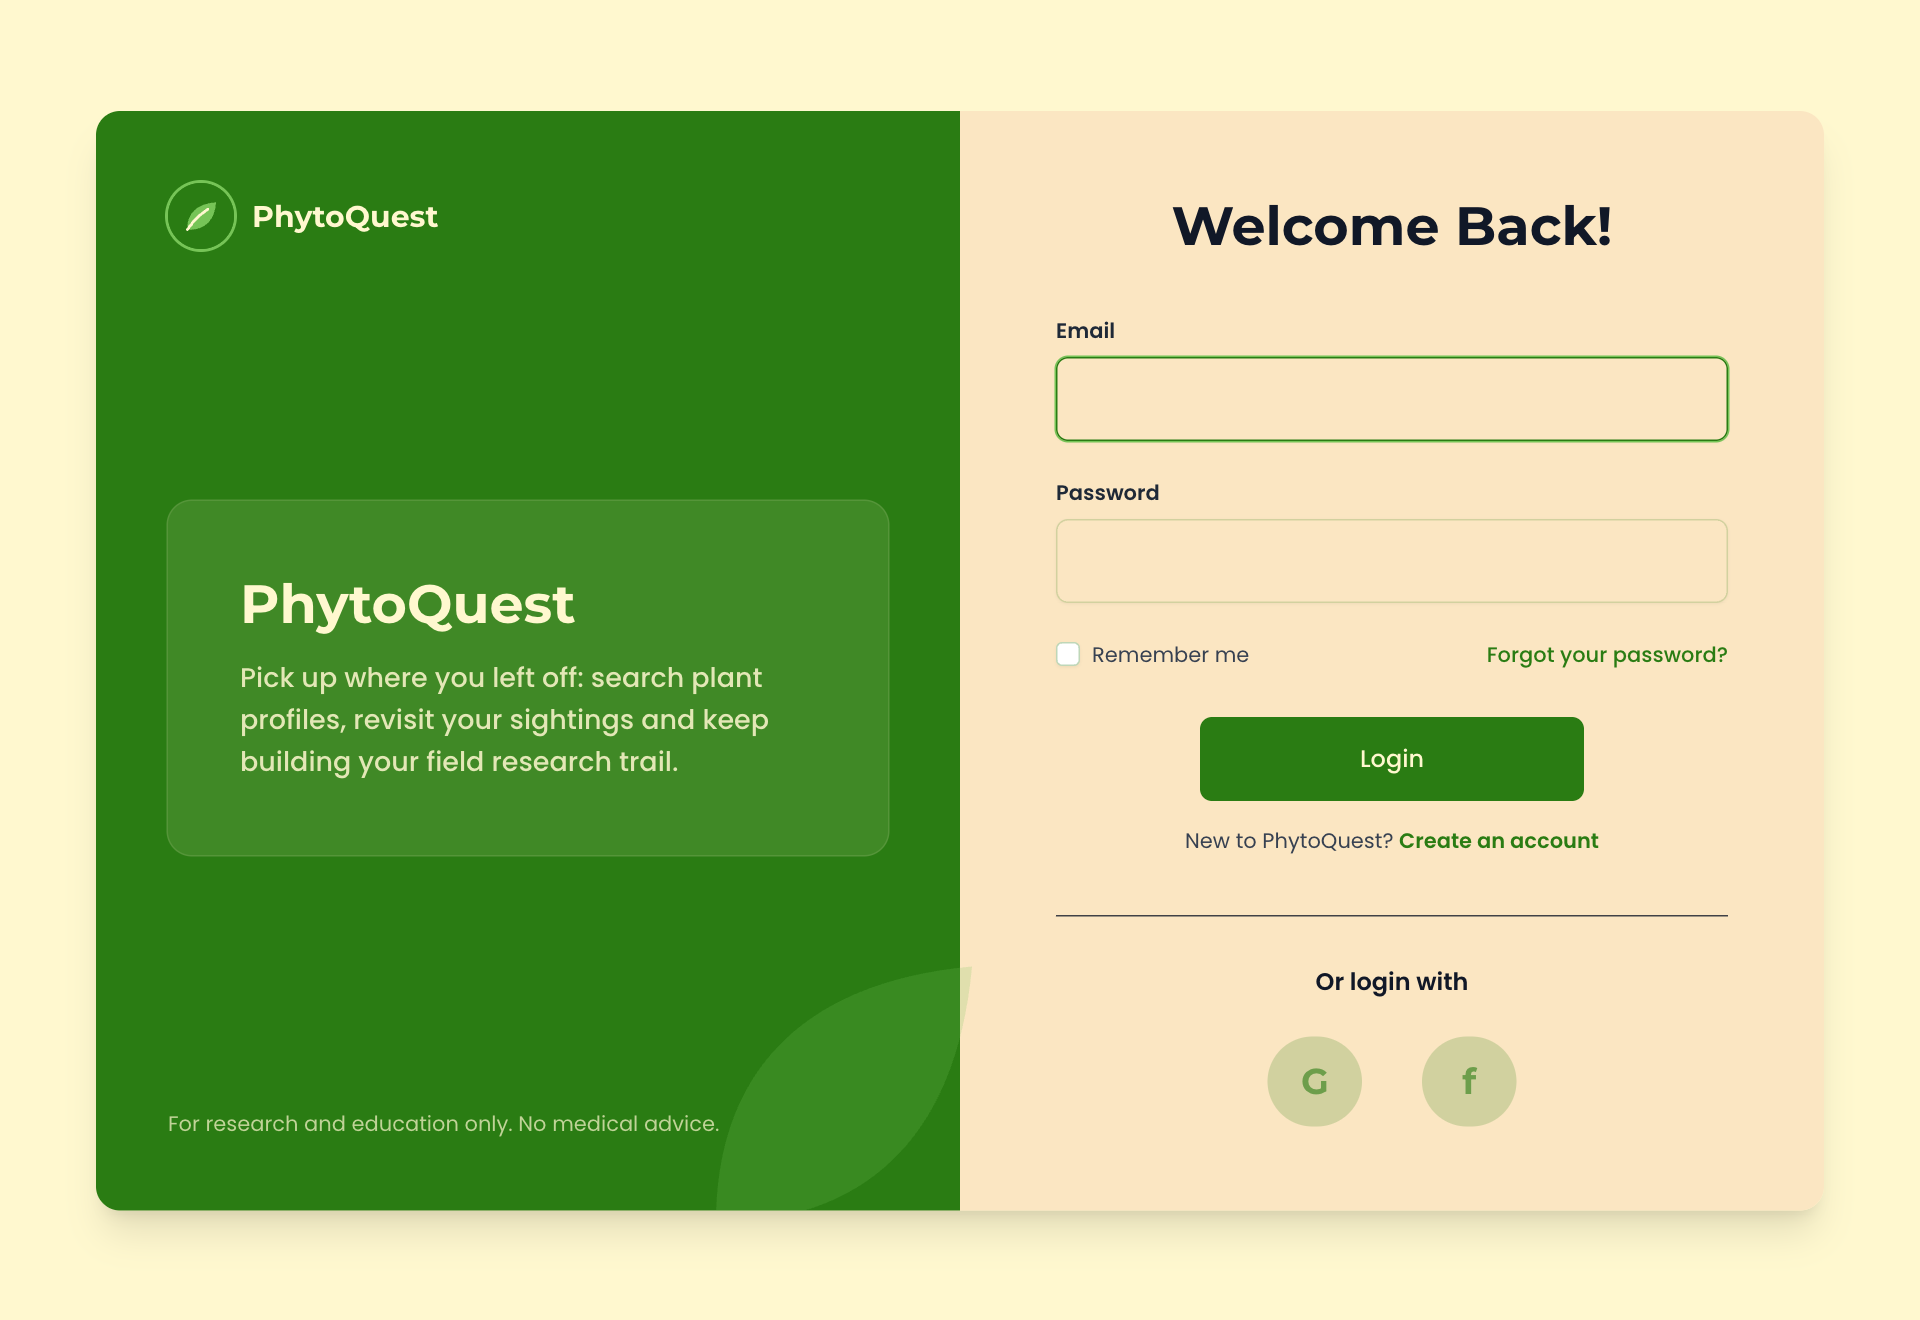 PhytoQuest
PhytoQuest
Pick up where you left off: search plant
profiles, revisit your sightings and keep
building your field research trail.
For research and education only. No medical advice.
Welcome Back!
Email
Password
Remember me
Forgot your password?
Login
New to PhytoQuest? Create an account
Or login with
G
f